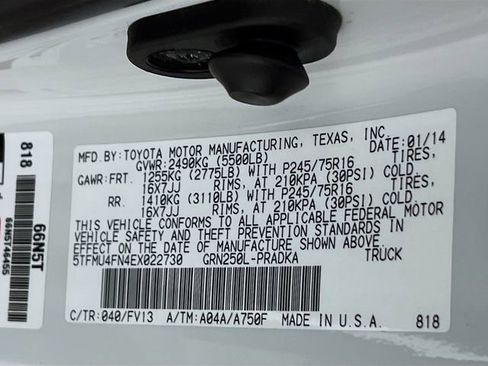 MFD. BY: TOYOTA MOTOR MANUFACTURING, TEXAS, INC.
DATE: 01/14
GVWR: 2490KG (5500LB)
GAWR: FRT. 1255KG (2775LB) WITH P245/75R16 TIRES,
16X7JJ RIMS, AT 210KPA (30PSI) COLD
RR. 1410KG (3110LB) WITH P245/75R16 TIRES,
16X7JJ RIMS, AT 210KPA (30PSI) COLD
THIS VEHICLE CONFORMS TO ALL APPLICABLE FEDERAL MOTOR
VEHICLE SAFETY AND THEFT PREVENTION STANDARDS IN
EFFECT ON THE DATE OF MANUFACTURE SHOWN ABOVE.
5TFMU4FN4EX022730 GRN250L-PRADKA TRUCK
C/TR: 040/FV13 A/TM: A04A/A750F MADE IN U.S.A. 818
818
66N5T
66N5T46455